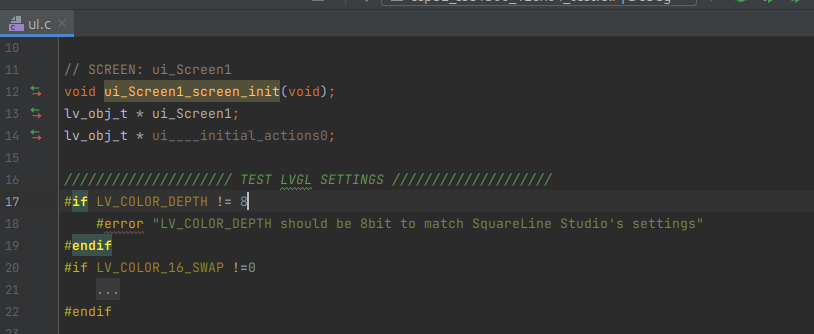 ui.c
10
11 // SCREEN: ui_Screen1
12 void ui_Screen1_screen_init(void);
13 lv_obj_t * ui_Screen1;
14 lv_obj_t * ui____initial_actions0;
15
16 ///////////////////// TEST LVGL SETTINGS ////////////////////
17 #if LV_COLOR_DEPTH != 8
18 #error "LV_COLOR_DEPTH should be 8bit to match SquareLine Studio's settings"
19 #endif
20 #if LV_COLOR_16_SWAP !=0
21 ...
22 #endif